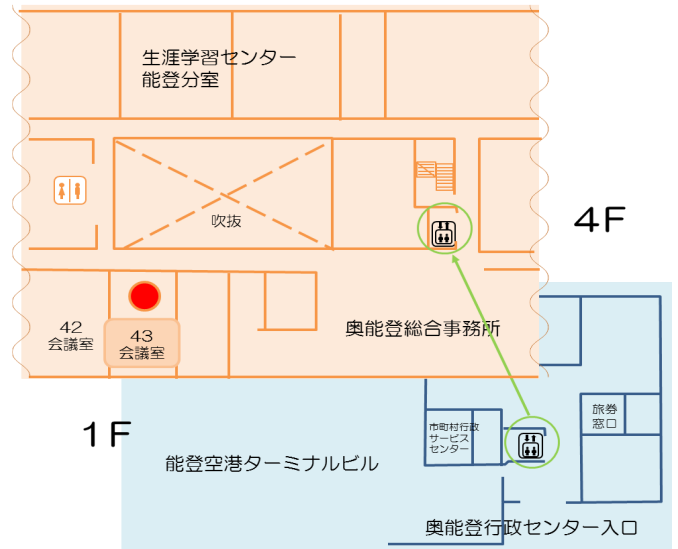 生涯学習センター
能登分室
吹抜
4F
奥能登総合事務所
42
会議室
43
会議室
1F
旅券
窓口
市町村行政
サービス
センター
能登空港ターミナルビル
奥能登行政センター入口